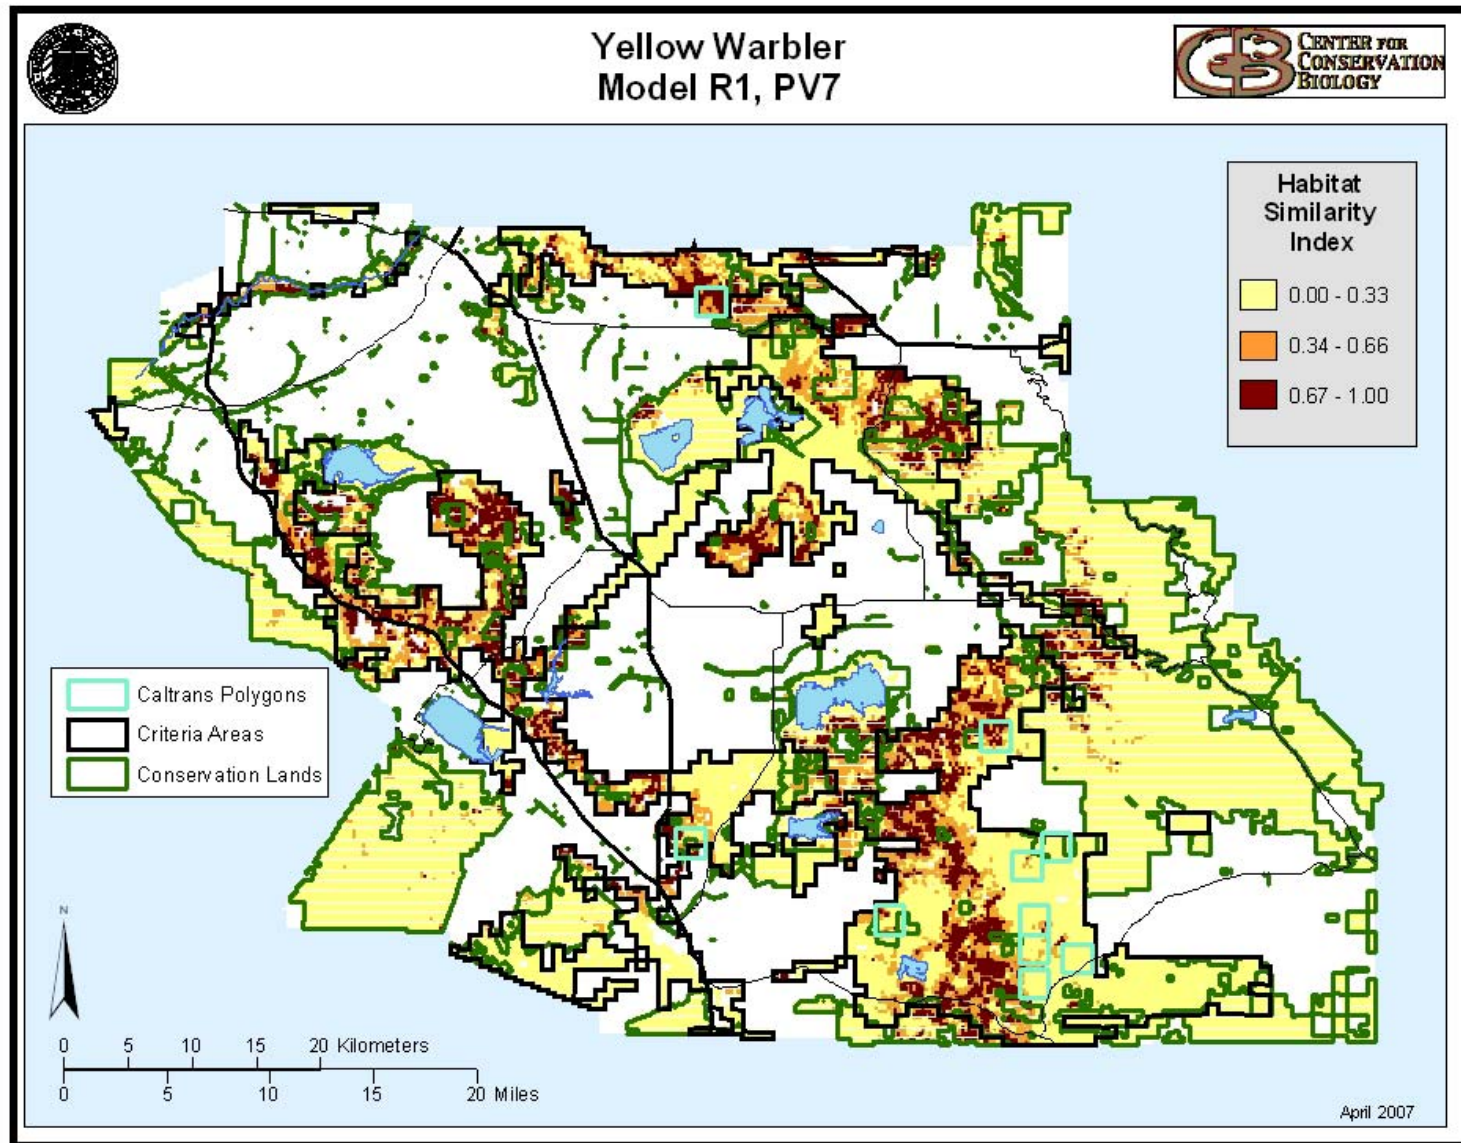 Yellow Warbler
Model R1, PV7
CENTER FOR
CONSERVATION
BIOLOGY
Habitat
Similarity
Index
0.00 - 0.33
0.34 - 0.66
0.67 - 1.00
Caltrans Polygons
Criteria Areas
Conservation Lands
N
0 5 10 15 20 Kilometers
0 5 10 15 20 Miles
April 2007